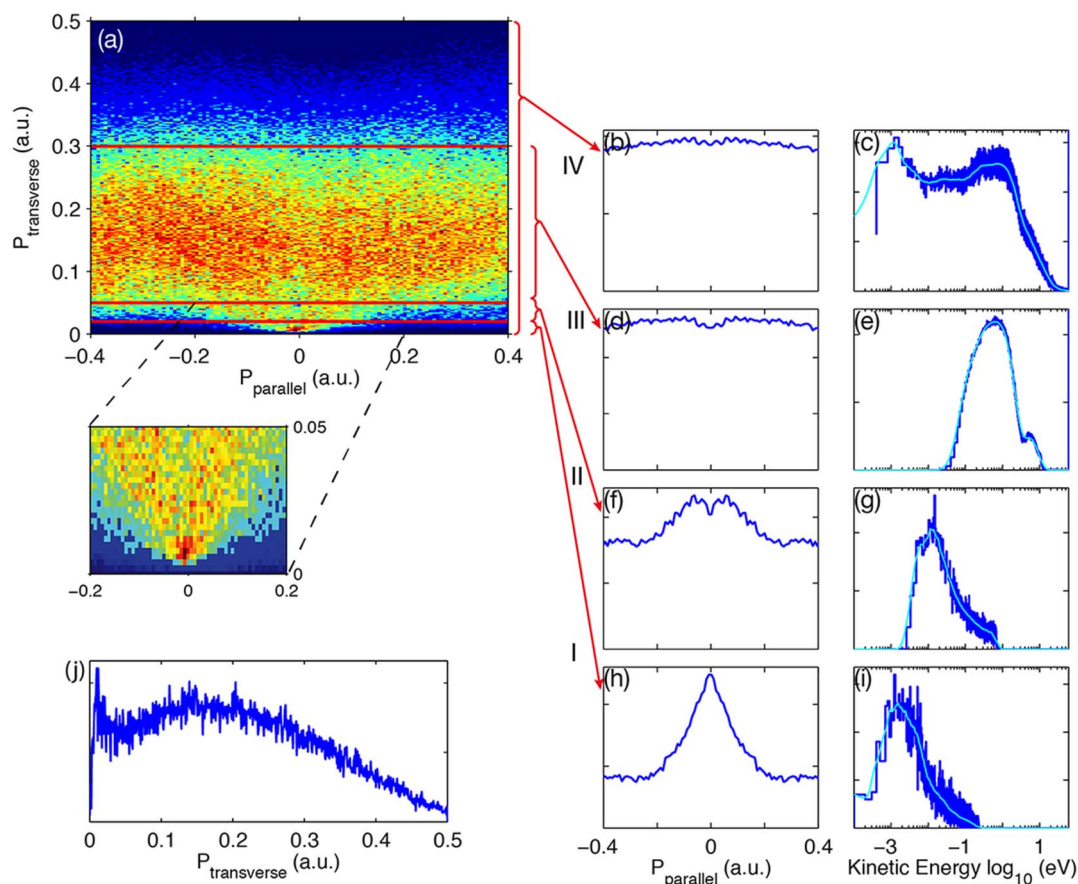 (a)
0.5
0.4
0.3
0.2
0.1
0
P_transverse (a.u.)
−0.4 −0.2 0 0.2 0.4
P_parallel (a.u.)
0.05
0
−0.2 0 0.2
(j)
0 0.1 0.2 0.3 0.4 0.5
P_transverse (a.u.)
IV
III
II
I
(b)
(c)
(d)
(e)
(f)
(g)
(h)
(i)
−0.4 0 0.4
P_parallel (a.u.)
−3 −1 1
Kinetic Energy log_10 (eV)